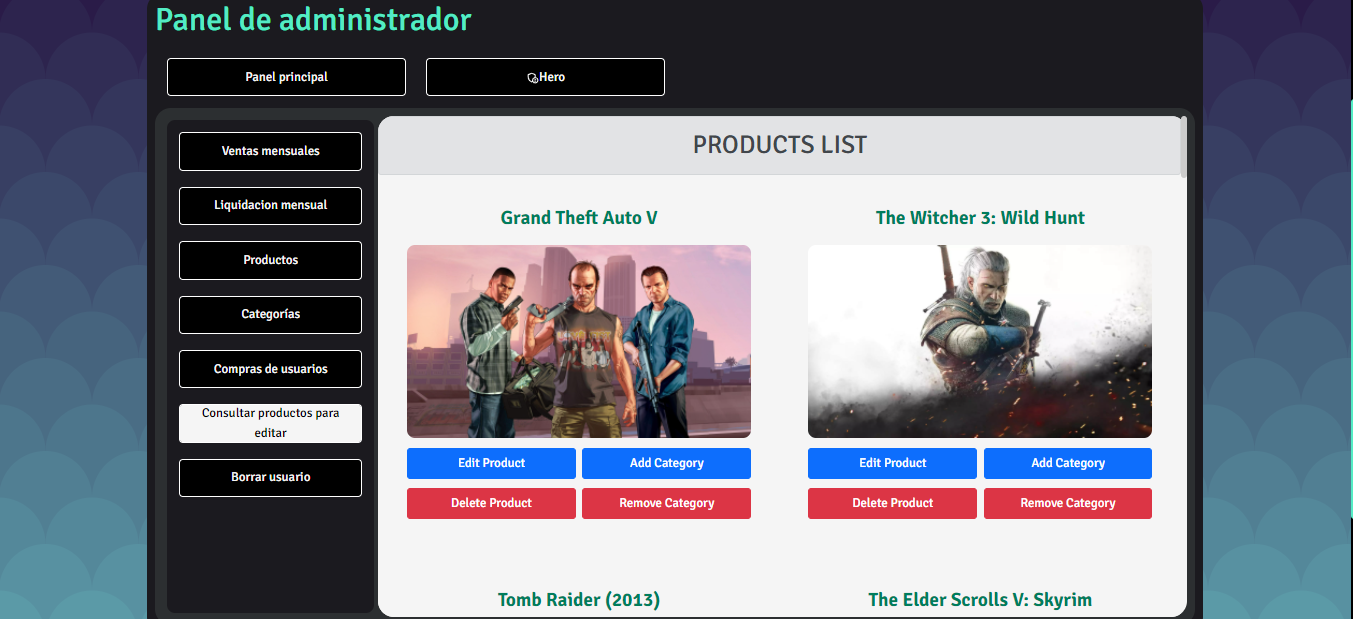 Panel de administrador
Panel principal
Hero
Ventas mensuales
Liquidacion mensual
Productos
Categorías
Compras de usuarios
Consultar productos para
editar
Borrar usuario
PRODUCTS LIST
Grand Theft Auto V
The Witcher 3: Wild Hunt
Edit Product
Add Category
Edit Product
Add Category
Delete Product
Remove Category
Delete Product
Remove Category
Tomb Raider (2013)
The Elder Scrolls V: Skyrim